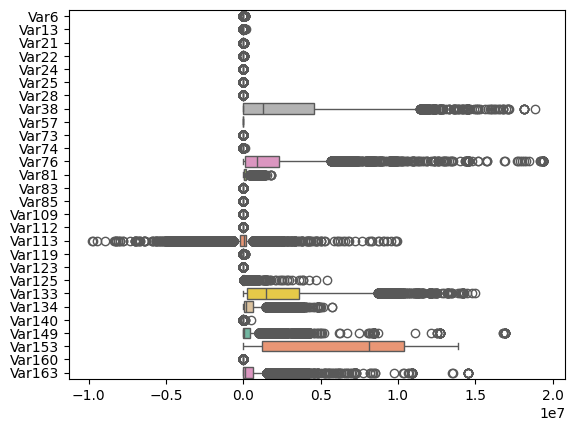 Var6
Var13
Var21
Var22
Var24
Var25
Var28
Var38
Var57
Var73
Var74
Var76
Var81
Var83
Var85
Var109
Var112
Var113
Var119
Var123
Var125
Var133
Var134
Var140
Var149
Var153
Var160
Var163
−1.0 −0.5 0.0 0.5 1.0 1.5 2.0
1e7